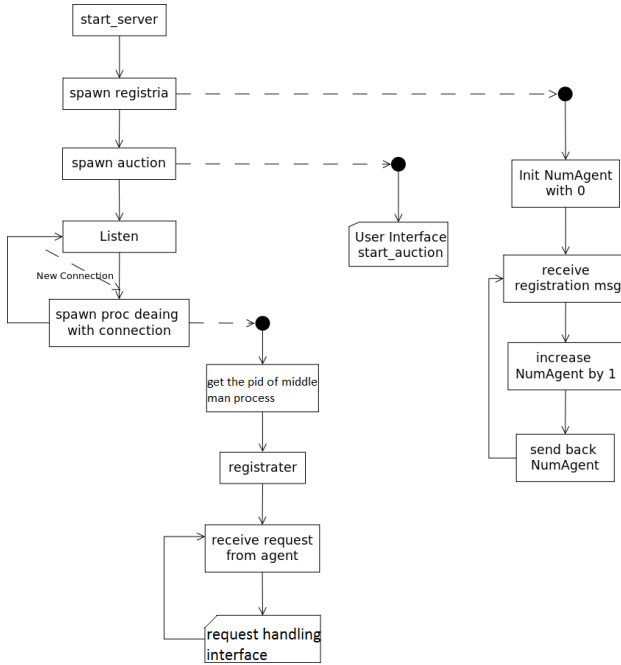 start_server
spawn registria
spawn auction
Init NumAgent
with 0
Listen
User Interface
start_auction
New Connection
receive
registration msg
spawn proc deaing
with connection
increase
NumAgent by 1
get the pid of middle
man process
send back
NumAgent
registrater
receive request
from agent
request handling
interface